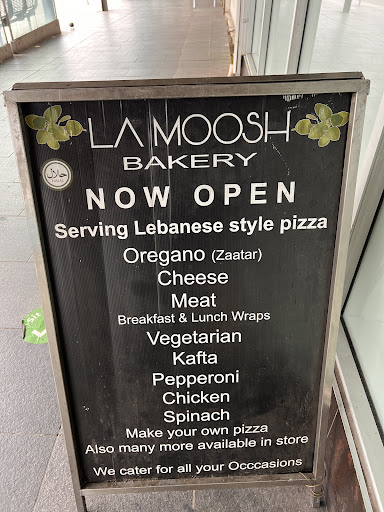 LA MOOSH
BAKERY
حلال
NOW OPEN
Serving Lebanese style pizza
Oregano (Zaatar)
Cheese
Meat
Breakfast & Lunch Wraps
Vegetarian
Kafta
Pepperoni
Chicken
Spinach
Make your own pizza
Also many more available in store
We cater for all your Occcasions